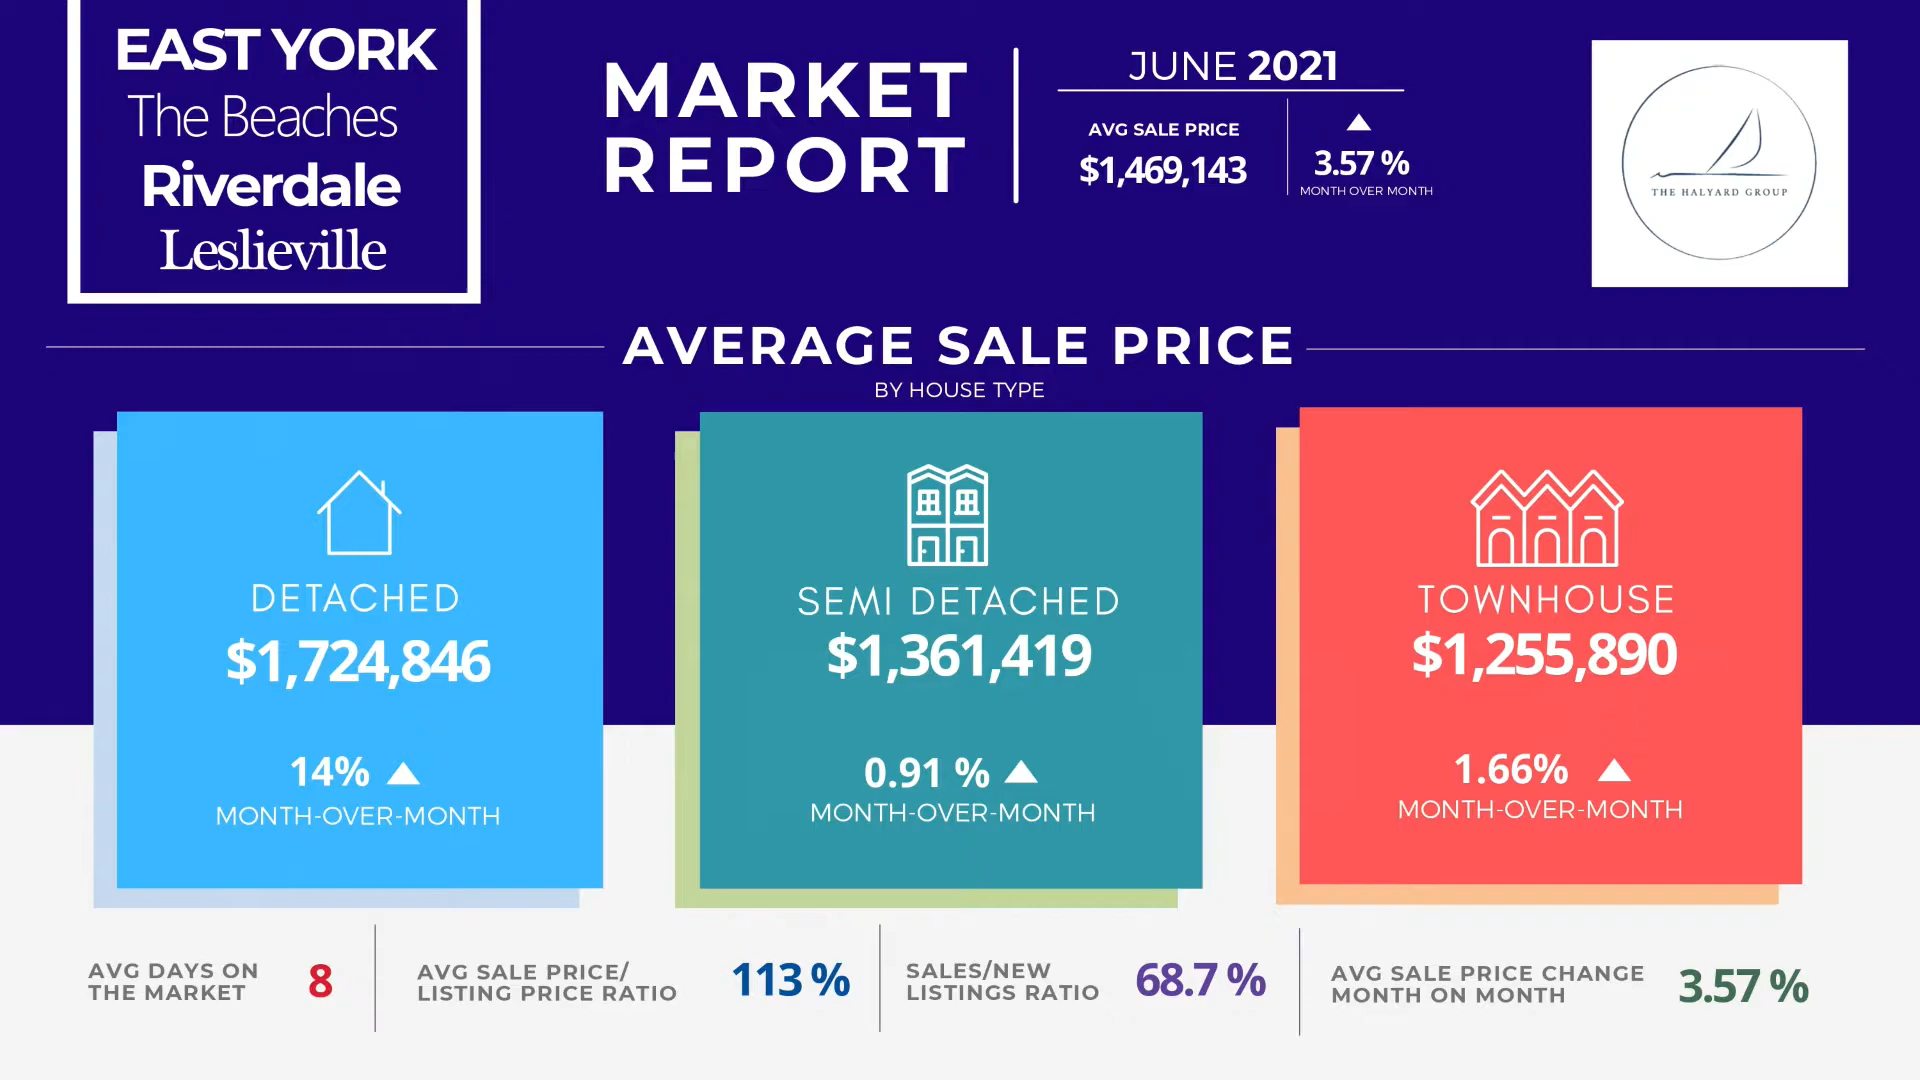 EAST YORK
The Beaches
Riverdale
Leslieville
MARKET
REPORT
JUNE 2021
AVG SALE PRICE
$1,469,143
3.57 %
MONTH OVER MONTH
THE HALYARD GROUP
AVERAGE SALE PRICE
BY HOUSE TYPE
DETACHED
$1,724,846
14%
MONTH-OVER-MONTH
SEMI DETACHED
$1,361,419
0.91 %
MONTH-OVER-MONTH
TOWNHOUSE
$1,255,890
1.66%
MONTH-OVER-MONTH
AVG DAYS ON
THE MARKET
8
AVG SALE PRICE/
LISTING PRICE RATIO
113 %
SALES/NEW
LISTINGS RATIO
68.7 %
AVG SALE PRICE CHANGE
MONTH ON MONTH
3.57 %